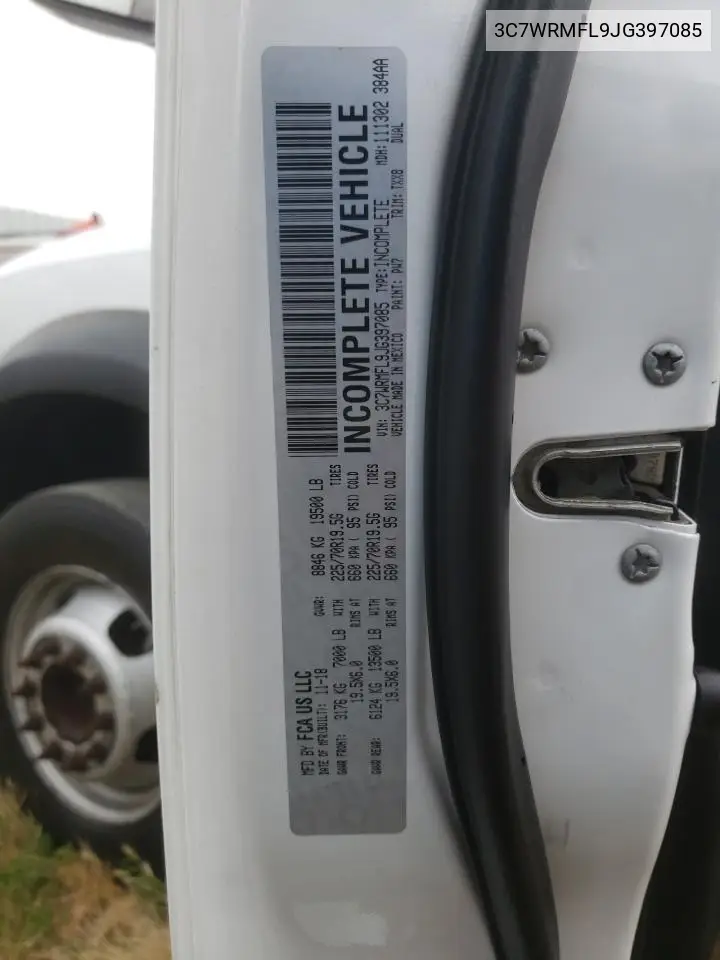 3C7WRMFL9JG397085
MFD BY FCA US LLC
DATE OF MFR(BUILT): 11-18 GVWR: 8846 KG 19500 LB
GAWR FRONT: 3176 KG 7000 LB WITH 225/70R19.5G TIRES
19.5X6.0 RIMS AT 660 KPA ( 95 PSI) COLD
GAWR REAR: 6124 KG 13500 LB WITH 225/70R19.5G TIRES
19.5X6.0 RIMS AT 660 KPA ( 95 PSI) COLD
INCOMPLETE VEHICLE
VIN: 3C7WRMFL9JG397085 TYPE: INCOMPLETE MDH: 111302 384AA
VEHICLE MADE IN MEXICO PAINT: PW7 TRIM: TXX8 DUAL